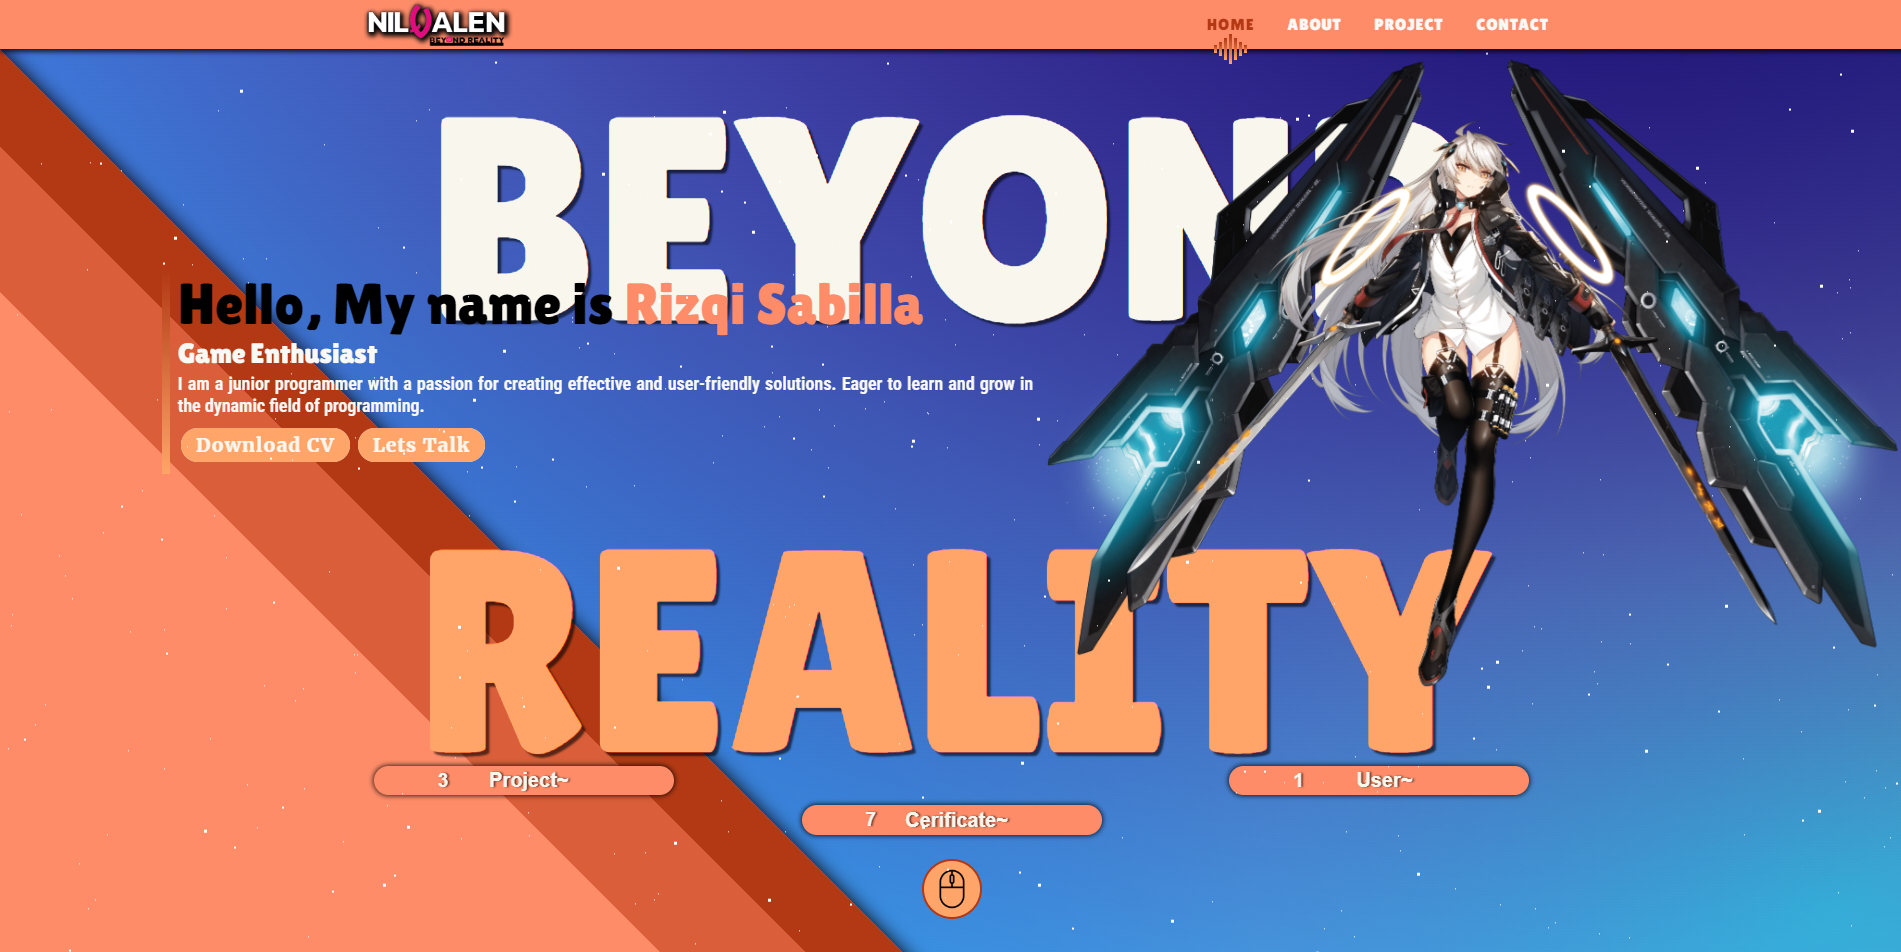 NILOALEN
BEYOND REALITY
HOME ABOUT PROJECT CONTACT
BEYOND
Hello, My name is Rizqi Sabilla
Game Enthusiast
I am a junior programmer with a passion for creating effective and user-friendly solutions. Eager to learn and grow in
the dynamic field of programming.
Download CV Lets Talk
REALITY
3 Project~
1 User~
7 Cerificate~